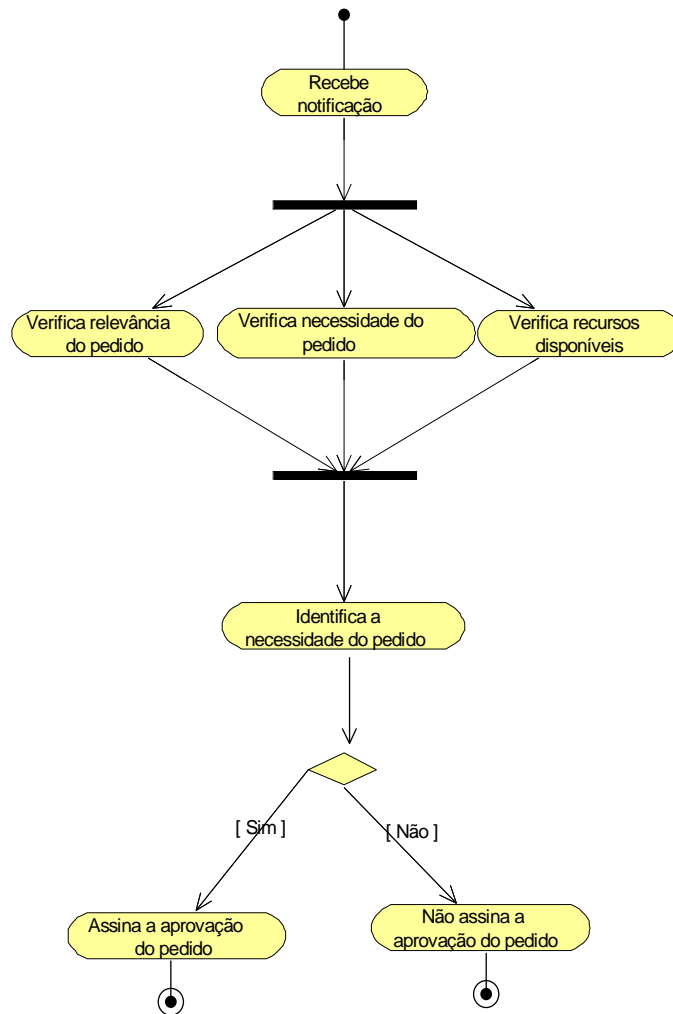 Recebe
notificação
Verifica relevância
do pedido
Verifica necessidade do
pedido
Verifica recursos
disponíveis
Identifica a
necessidade do pedido
[ Sim ]
[ Não ]
Assina a aprovação
do pedido
Não assina a
aprovação do pedido